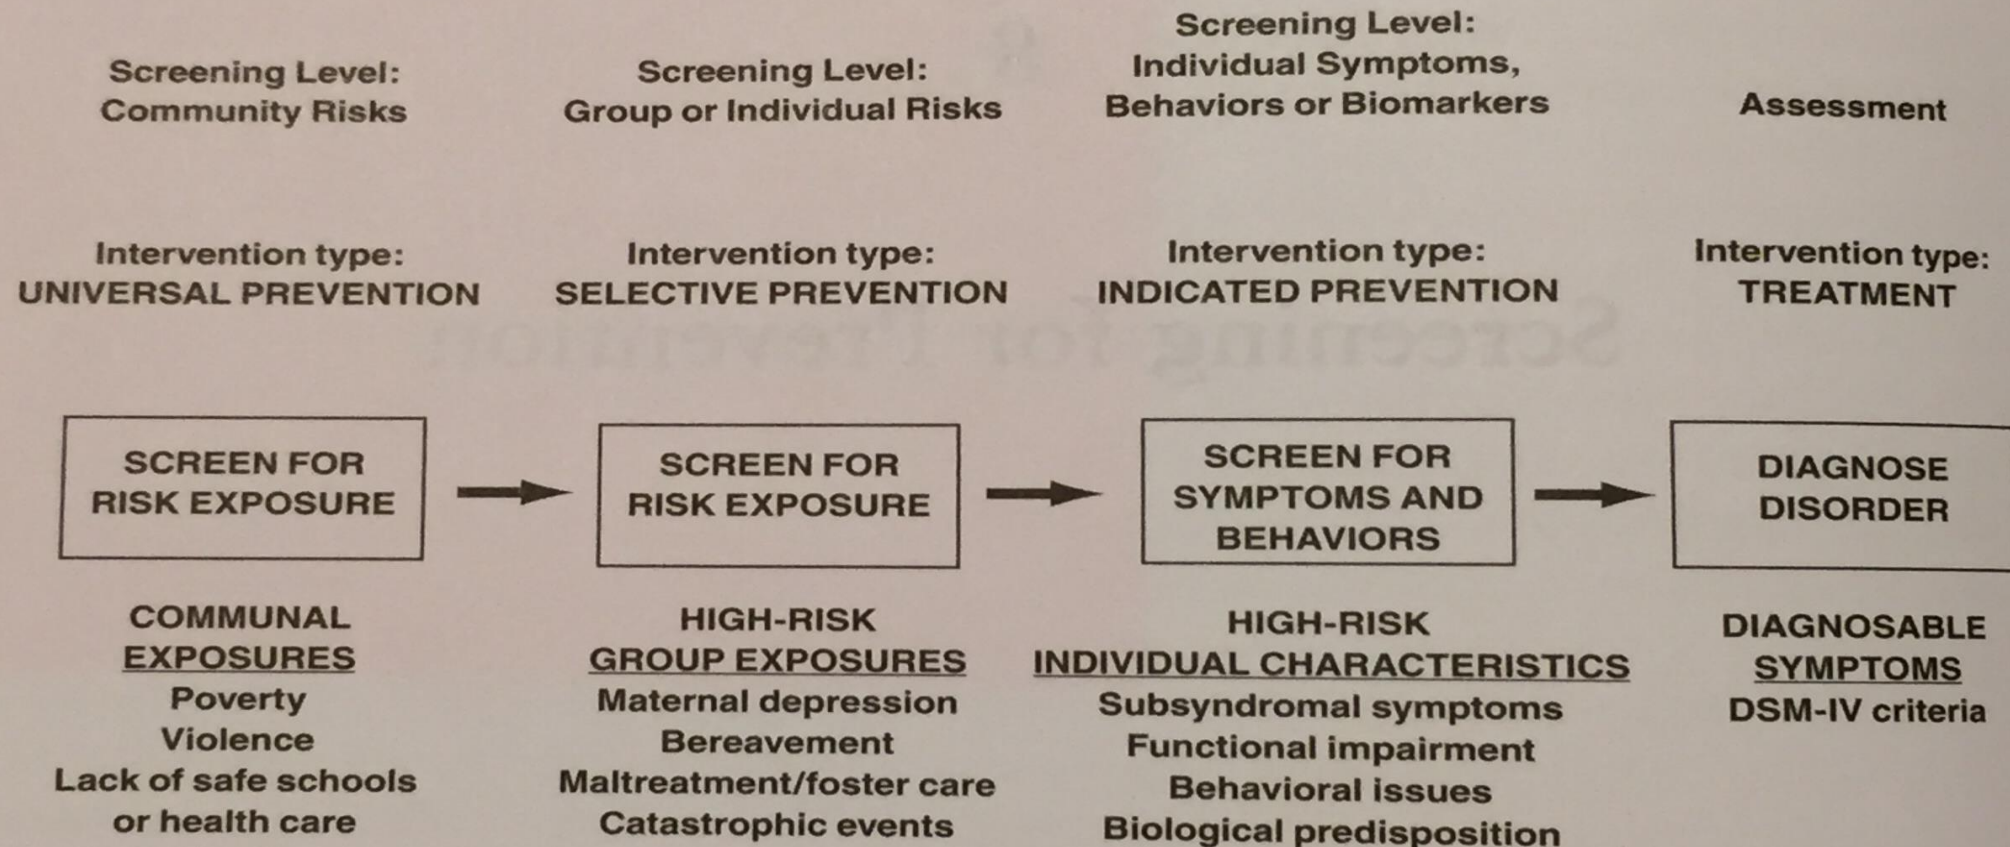 Screening Level:
Community Risks
Screening Level:
Group or Individual Risks
Screening Level:
Individual Symptoms,
Behaviors or Biomarkers
Assessment
Intervention type:
UNIVERSAL PREVENTION
Intervention type:
SELECTIVE PREVENTION
Intervention type:
INDICATED PREVENTION
Intervention type:
TREATMENT
Screening for Prevention
SCREEN FOR
RISK EXPOSURE
SCREEN FOR
RISK EXPOSURE
SCREEN FOR
SYMPTOMS AND
BEHAVIORS
DIAGNOSE
DISORDER
COMMUNAL
EXPOSURES
Poverty
Violence
Lack of safe schools
or health care
HIGH-RISK
GROUP EXPOSURES
Maternal depression
Bereavement
Maltreatment/foster care
Catastrophic events
HIGH-RISK
INDIVIDUAL CHARACTERISTICS
Subsyndromal symptoms
Functional impairment
Behavioral issues
Biological predisposition
DIAGNOSABLE
SYMPTOMS
DSM-IV criteria